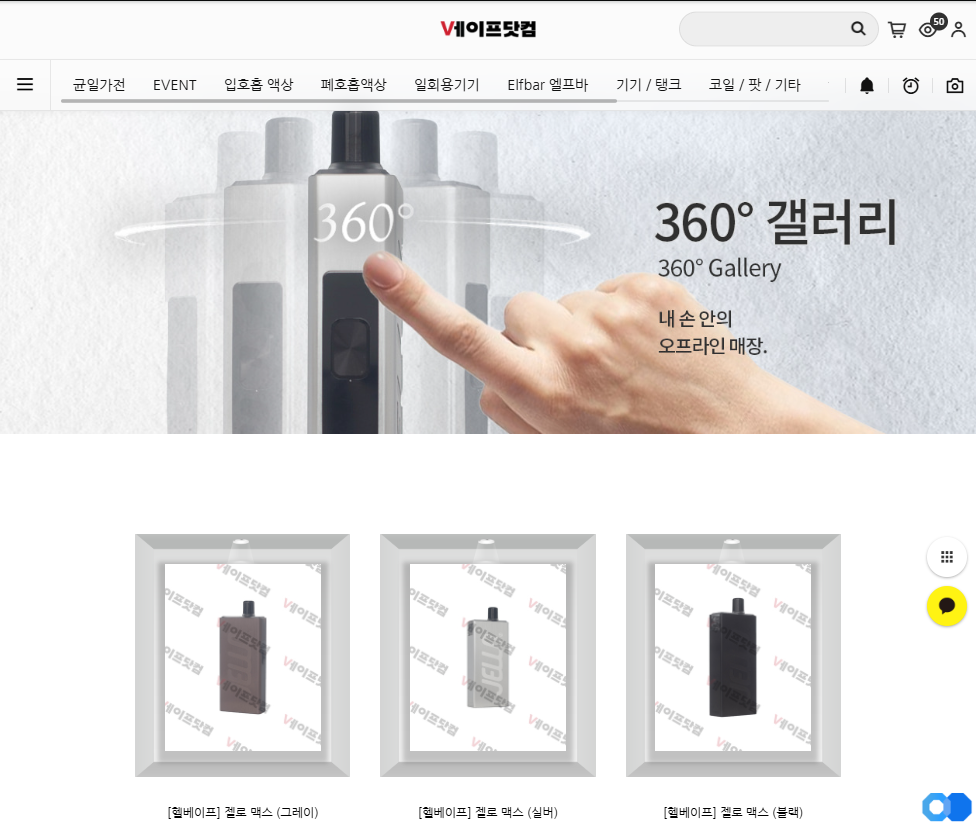 V네이프닷컴
50
균일가전 EVENT 입호흡 액상 폐호흡액상 일회용기기 Elfbar 엘프바 기기 / 탱크 코일 / 팟 / 기타
360°
360° 갤러리
360° Gallery
내 손 안의
오프라인 매장.
[헬베이프] 젤로 맥스 (그레이) [헬베이프] 젤로 맥스 (실버) [헬베이프] 젤로 맥스 (블랙)